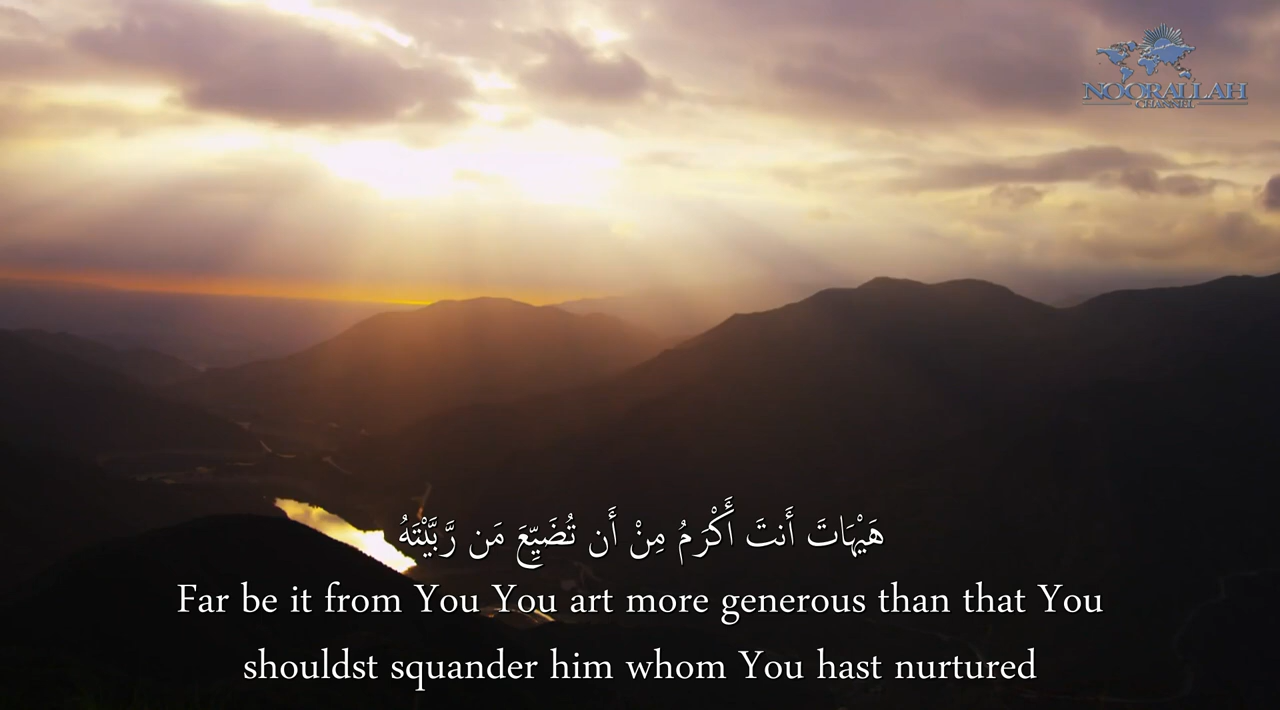 NOORALLAH
CHANNEL
هَيْهَاتَ أَنتَ أَكْرَمُ مِنْ أَن تُضَيِّعَ مَن رَّبَّيْتَهُ
Far be it from You You art more generous than that You
shouldst squander him whom You hast nurtured